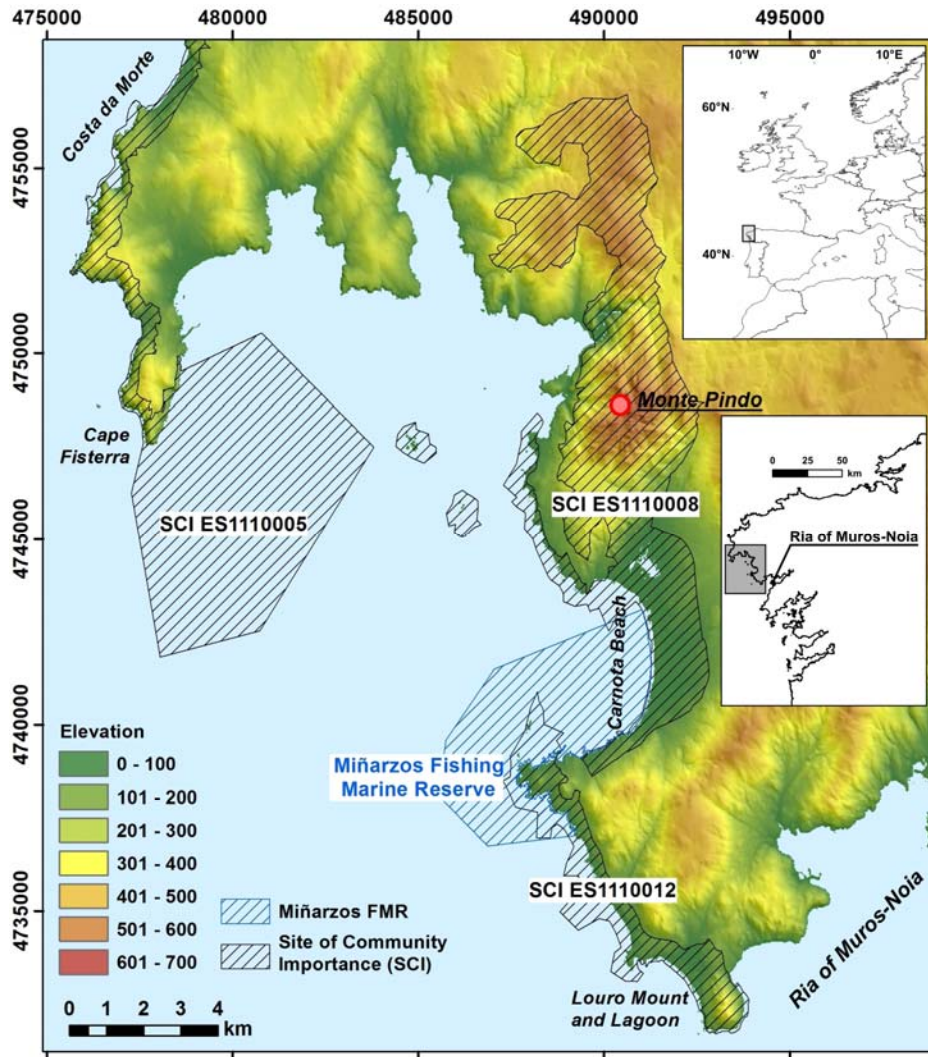 475000 480000 485000 490000 495000
4755000
4750000
4745000
4740000
4735000
Costa da Morte
10°W 0° 10°E
60°N
40°N
Monte Pindo
Cape
Fisterra
SCI ES1110005
SCI ES1110008
0 25 50
km
Ria of Muros-Noia
Carnota Beach
Miñarzos Fishing
Marine Reserve
SCI ES1110012
Ria of Muros-Noia
Louro Mount
and Lagoon
Elevation
0 - 100
101 - 200
201 - 300
301 - 400
401 - 500
501 - 600
601 - 700
Miñarzos FMR
Site of Community
Importance (SCI)
0 1 2 3 4
km